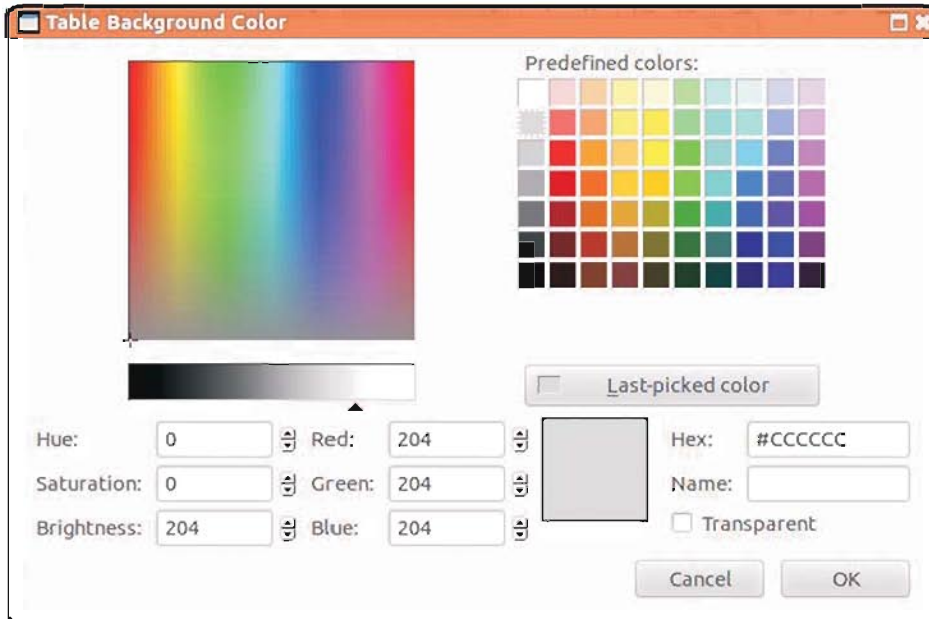 Table Background Color
Predefined colors:
Last-picked color
Hue: 0 Red: 204 Hex: #CCCCCC
Saturation: 0 Green: 204 Name:
Brightness: 204 Blue: 204 Transparent
Cancel OK